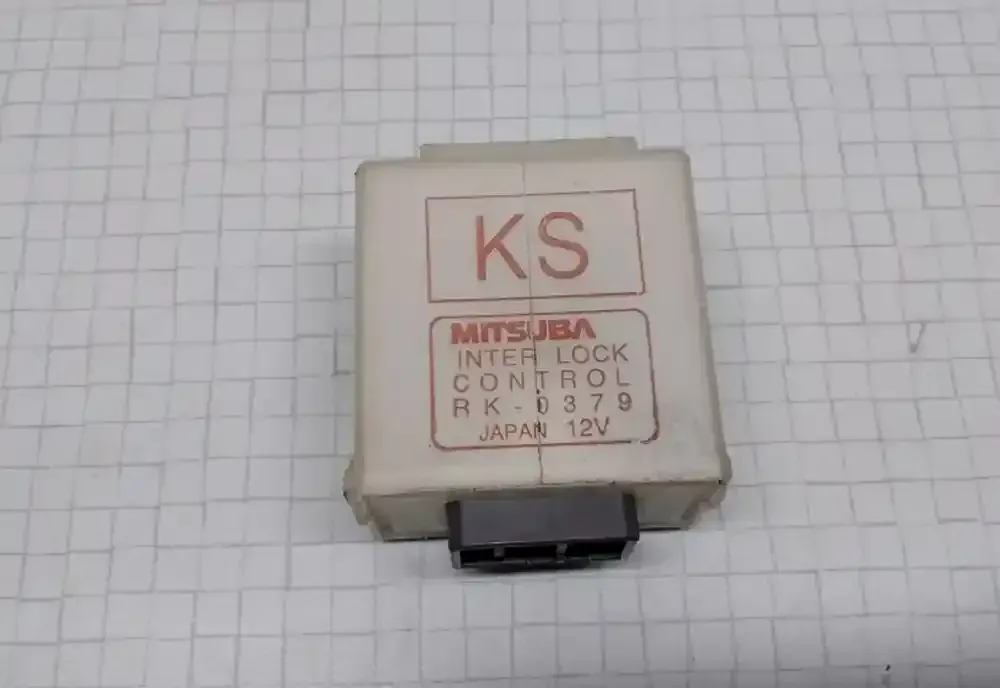 KS
MITSUBA
INTER LOCK
CONTROL
RK-0379
JAPAN 12V